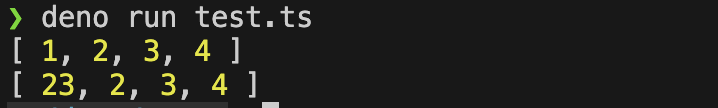 ❯ deno run test.ts
[ 1, 2, 3, 4 ]
[ 23, 2, 3, 4 ]